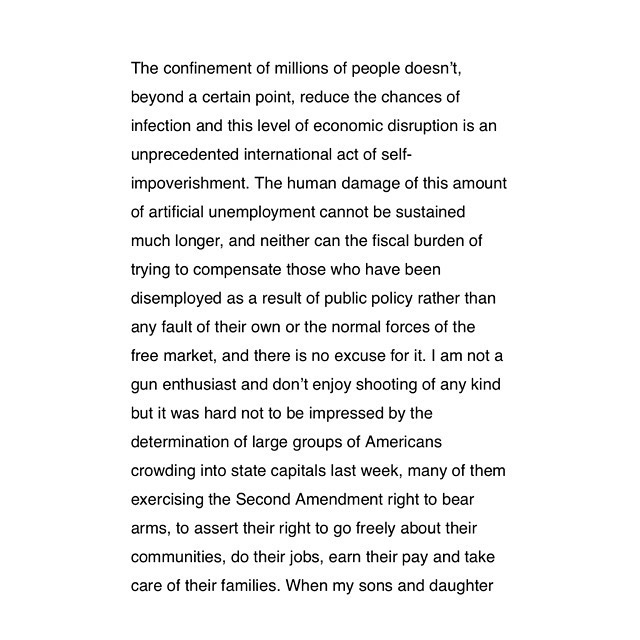 The confinement of millions of people doesn’t,
beyond a certain point, reduce the chances of
infection and this level of economic disruption is an
unprecedented international act of self-
impoverishment. The human damage of this amount
of artificial unemployment cannot be sustained
much longer, and neither can the fiscal burden of
trying to compensate those who have been
disemployed as a result of public policy rather than
any fault of their own or the normal forces of the
free market, and there is no excuse for it. I am not a
gun enthusiast and don’t enjoy shooting of any kind
but it was hard not to be impressed by the
determination of large groups of Americans
crowding into state capitals last week, many of them
exercising the Second Amendment right to bear
arms, to assert their right to go freely about their
communities, do their jobs, earn their pay and take
care of their families. When my sons and daughter